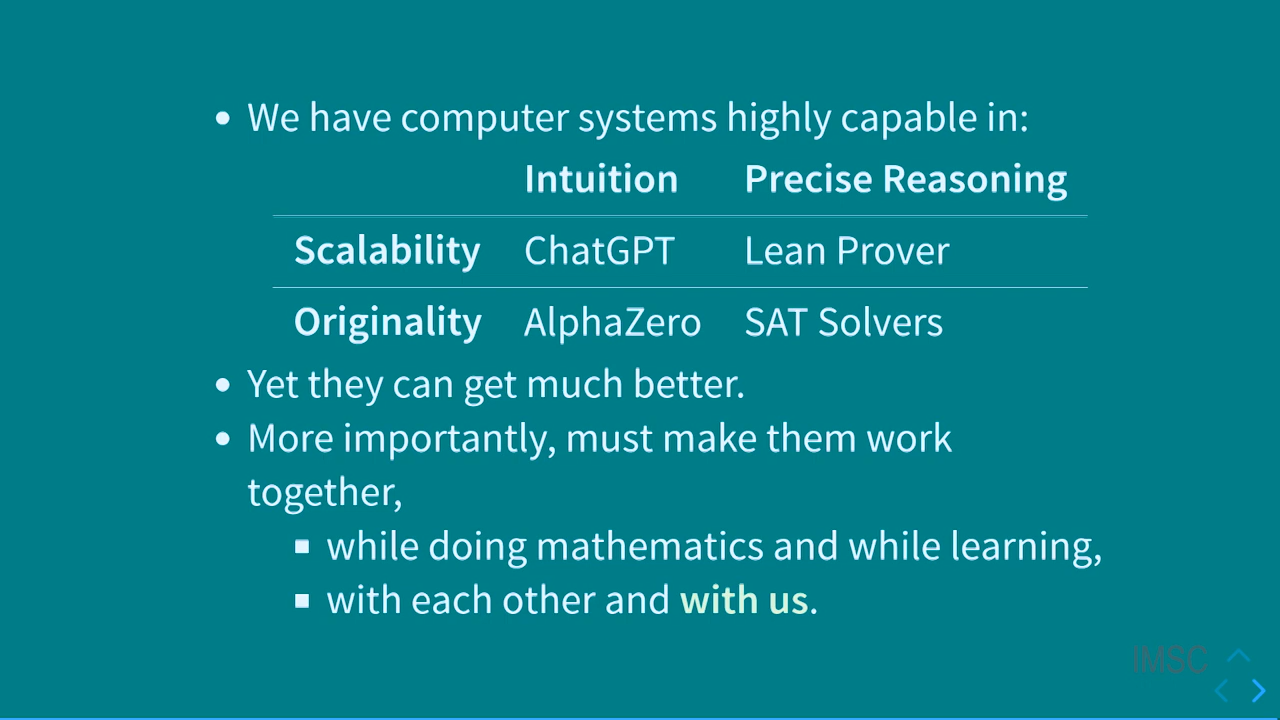 We have computer systems highly capable in:
Intuition Precise Reasoning
Scalability ChatGPT Lean Prover
Originality AlphaZero SAT Solvers
Yet they can get much better.
More importantly, must make them work
together,
while doing mathematics and while learning,
with each other and with us.
IMSC